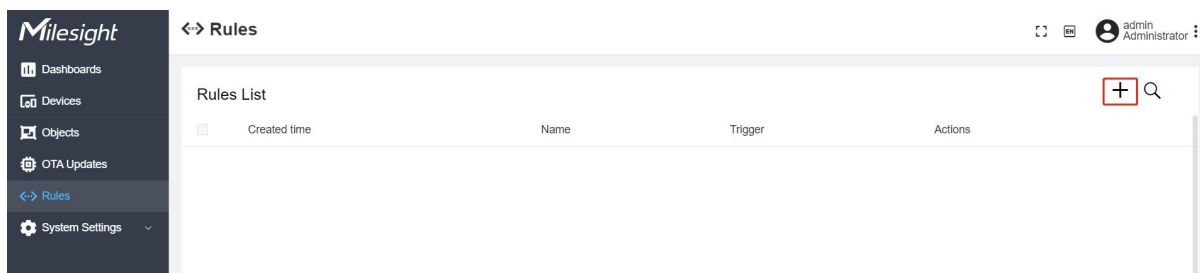 Milesight
Rules
EN
admin
Administrator
Dashboards
Devices
Objects
OTA Updates
Rules
System Settings
Rules List
Created time Name Trigger Actions